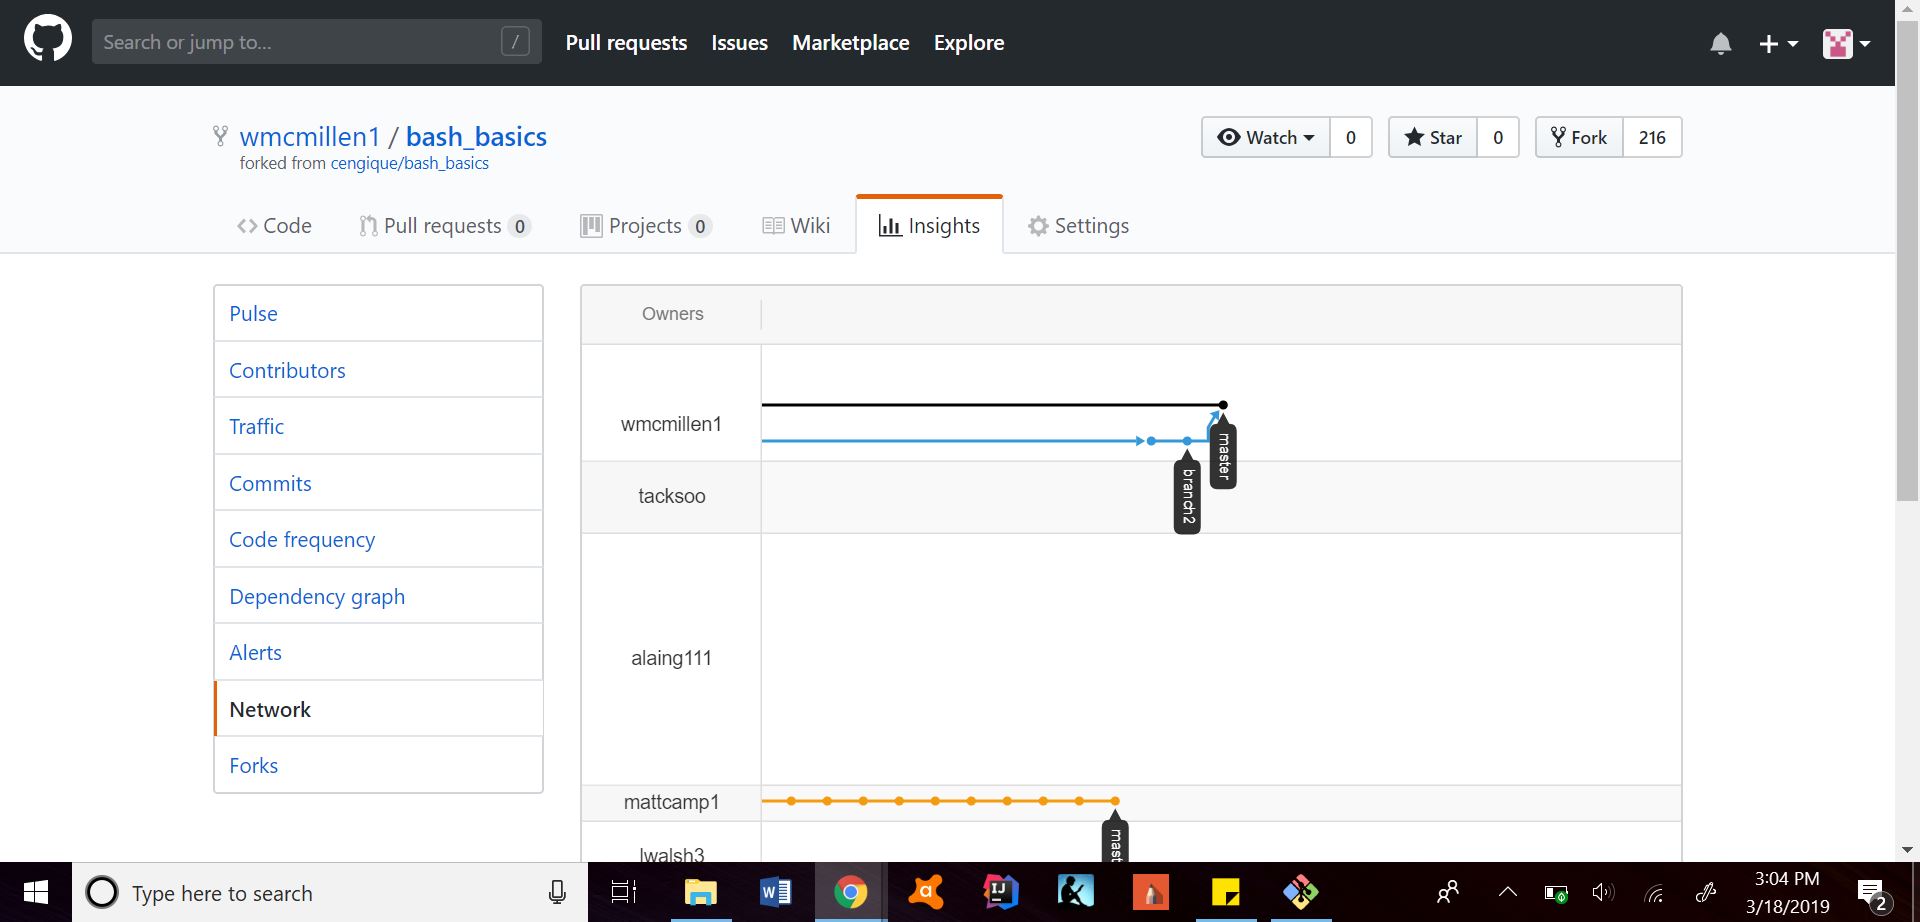 Search or jump to... /
Pull requests Issues Marketplace Explore
wmcmillen1 / bash_basics
forked from cengique/bash_basics
Watch 0 Star 0 Fork 216
Code Pull requests 0 Projects 0 Wiki Insights Settings
Pulse
Contributors
Traffic
Commits
Code frequency
Dependency graph
Alerts
Network
Forks
Owners
wmcmillen1
master
branch2
tacksoo
alaing111
mattcamp1
mast
lwalsh3
Type here to search
W
a
IJ
3:04 PM
3/18/2019
2